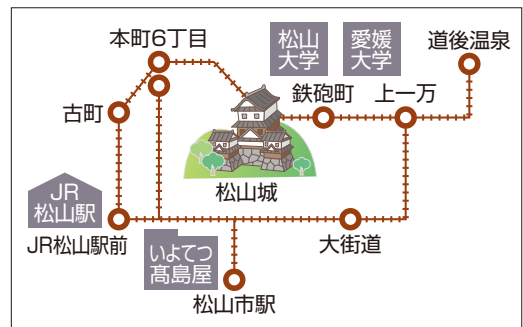 本町6丁目
松山
大学
愛媛
大学
道後温泉
古町
鉄砲町
上一万
松山城
JR
松山駅
JR松山駅前
いよてつ
髙島屋
大街道
松山市駅